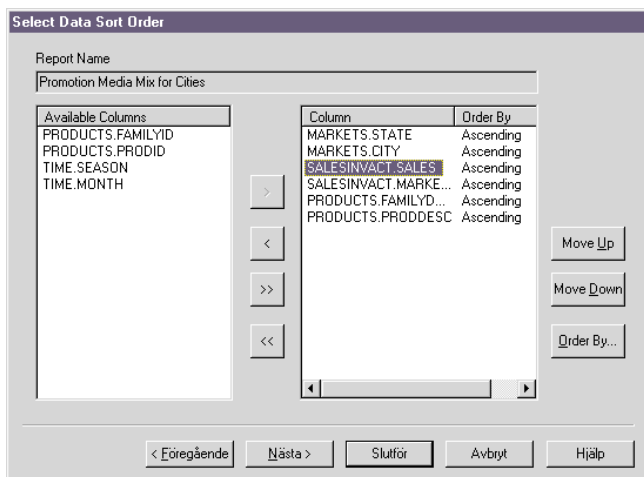 Select Data Sort Order
Report Name
Promotion Media Mix for Cities
Available Columns
PRODUCTS.FAMILYID
PRODUCTS.PRODID
TIME.SEASON
TIME.MONTH
>
<
>>
<<
Column Order By
MARKETS.STATE Ascending
MARKETS.CITY Ascending
SALESINVACT.SALES Ascending
SALESINVACT.MARKE... Ascending
PRODUCTS.FAMILYD... Ascending
PRODUCTS.PRODDESC Ascending
Move Up
Move Down
Order By...
< Föregående
Nästa >
Slutför
Avbryt
Hjälp